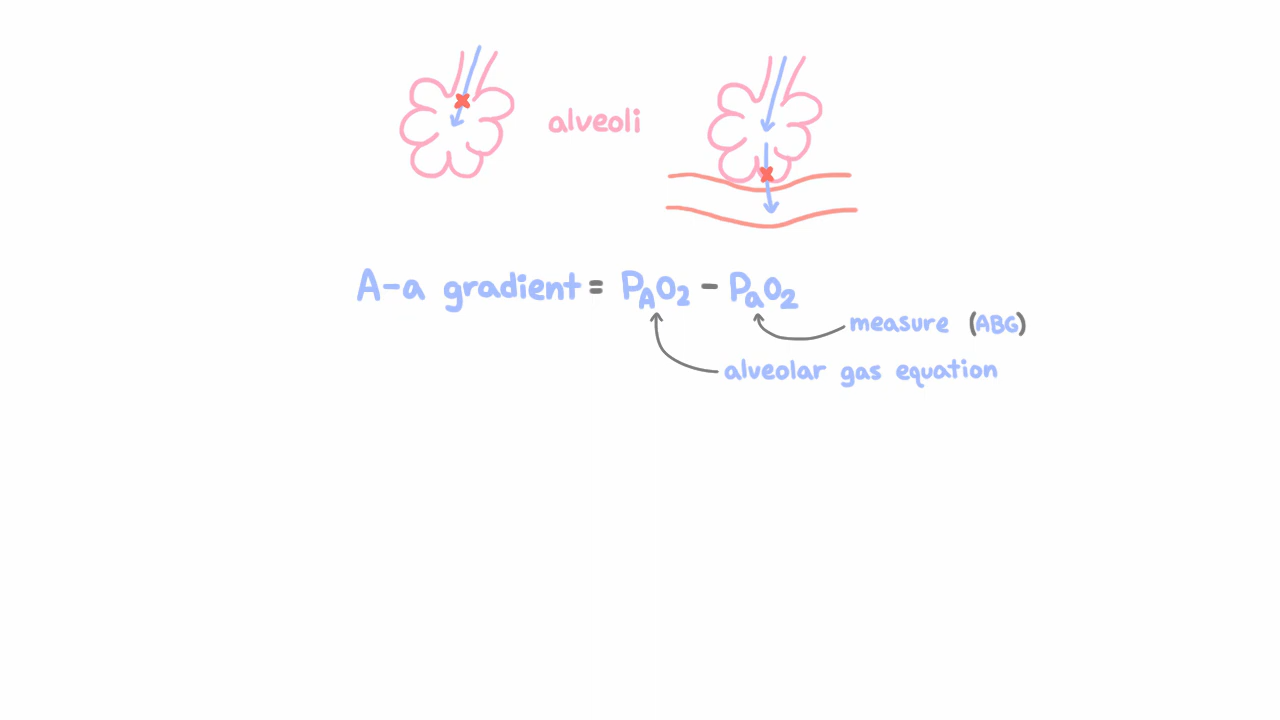 alveoli
A-a gradient = PAO2 - PaO2
measure (ABG)
alveolar gas equation